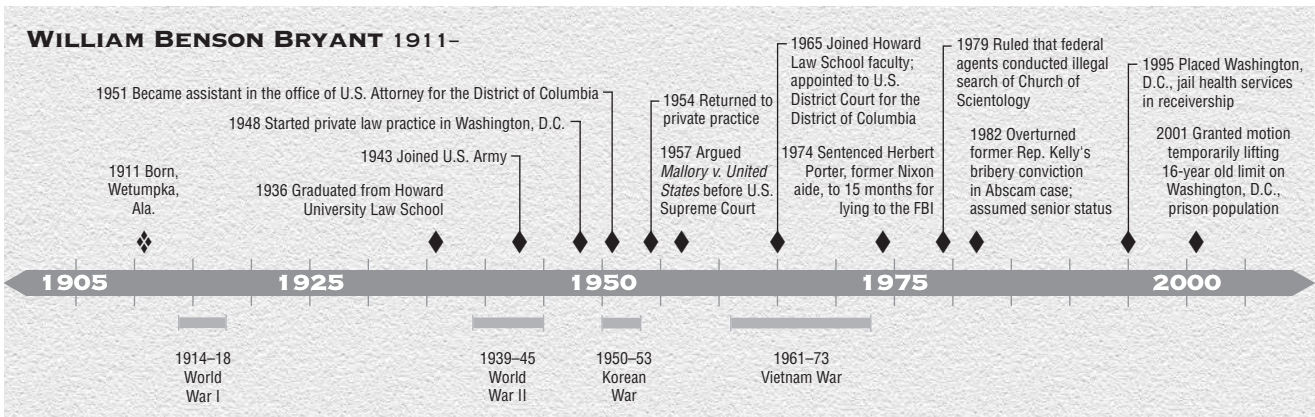 WILLIAM BENSON BRYANT 1911–
1951 Became assistant in the office of U.S. Attorney for the District of Columbia
1948 Started private law practice in Washington, D.C.
1943 Joined U.S. Army
1911 Born,
Wetumpka,
Ala.
1936 Graduated from Howard
University Law School
1954 Returned to
private practice
1957 Argued
Mallory v. United
States before U.S.
Supreme Court
1965 Joined Howard
Law School faculty;
appointed to U.S.
District Court for the
District of Columbia
1974 Sentenced Herbert
Porter, former Nixon
aide, to 15 months for
lying to the FBI
1979 Ruled that federal
agents conducted illegal
search of Church of
Scientology
1982 Overturned
former Rep. Kelly's
bribery conviction
in Abscam case;
assumed senior status
1995 Placed Washington,
D.C., jail health services
in receivership
2001 Granted motion
temporarily lifting
16-year old limit on
Washington, D.C.,
prison population
1905 1925 1950 1975 2000
1914–18
World
War I
1939–45
World
War II
1950–53
Korean
War
1961–73
Vietnam War